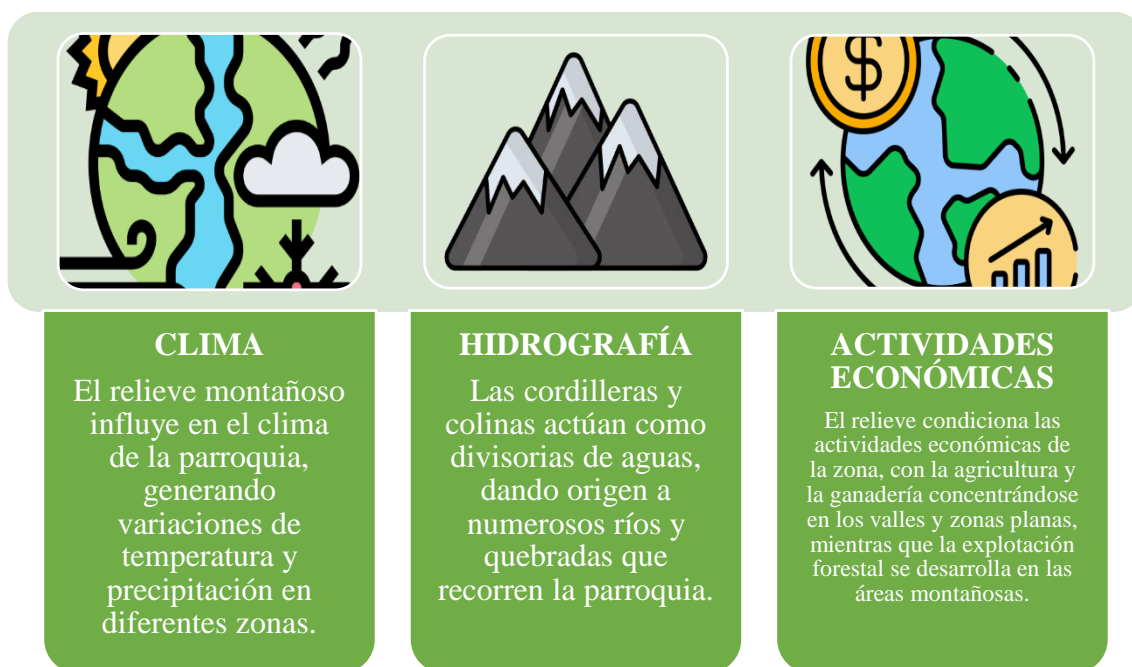 $
CLIMA
El relieve montañoso
influye en el clima
de la parroquia,
generando
variaciones de
temperatura y
precipitación en
diferentes zonas.
HIDROGRAFÍA
Las cordilleras y
colinas actúan como
divisorias de aguas,
dando origen a
numerosos ríos y
quebradas que
recorren la parroquia.
ACTIVIDADES
ECONÓMICAS
El relieve condiciona las
actividades económicas de
la zona, con la agricultura y
la ganadería concentrándose
en los valles y zonas planas,
mientras que la explotación
forestal se desarrolla en las
áreas montañosas.